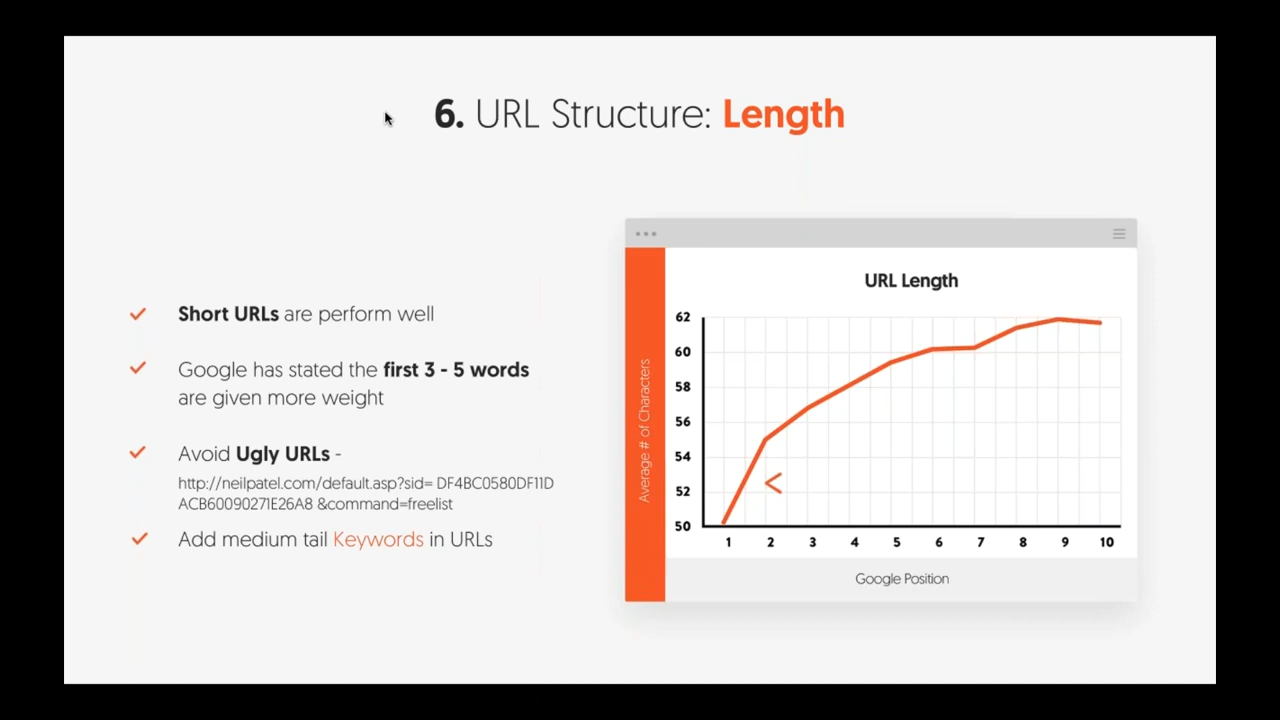 6. URL Structure: Length
Short URLs are perform well
Google has stated the first 3 - 5 words
are given more weight
Avoid Ugly URLs -
http://neilpatel.com/default.asp?sid= DF4BC0580DF11D
ACB60090271E26A8 &command=freelist
Add medium tail Keywords in URLs
URL Length
Average # of Characters
62
60
58
56
54
52
50
1 2 3 4 5 6 7 8 9 10
Google Position